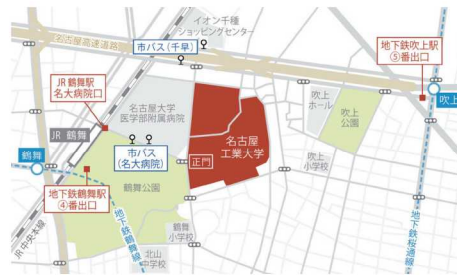 イオン千種
ショッピングセンター
名古屋高速道路
市バス(千早)
地下鉄吹上駅
⑤番出口
JR鶴舞駅
名大病院口
名古屋大学
医学部附属病院
吹上
ホール
吹上
公園
吹上
JR 鶴舞
名古屋
工業大学
市バス
(名大病院)
正門
吹上
小学校
鶴舞
地下鉄鶴舞駅
④番出口
鶴舞公園
鶴舞
小学校
地下鉄鶴舞線
地下鉄桜通線
JR中央本線
北山
中学校